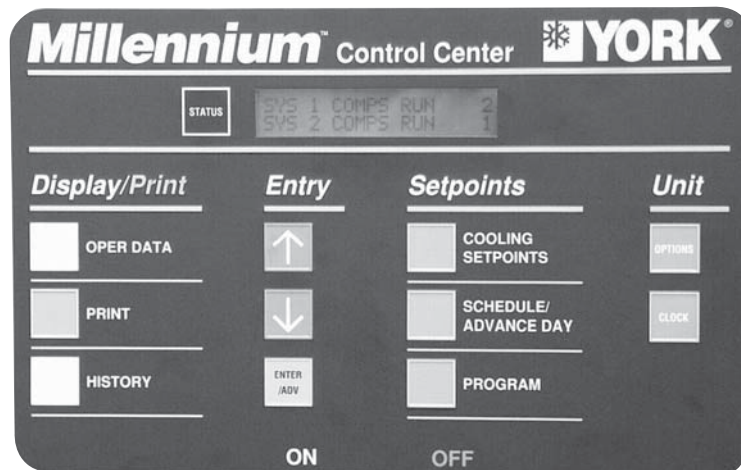 Millennium™ Control Center YORK®
STATUS
SYS 1 COMPS RUN 2
SYS 2 COMPS RUN 1
Display/Print Entry Setpoints Unit
OPER DATA
COOLING
SETPOINTS
OPTIONS
PRINT
SCHEDULE/
ADVANCE DAY
CLOCK
HISTORY
ENTER
/ADV
PROGRAM
ON OFF